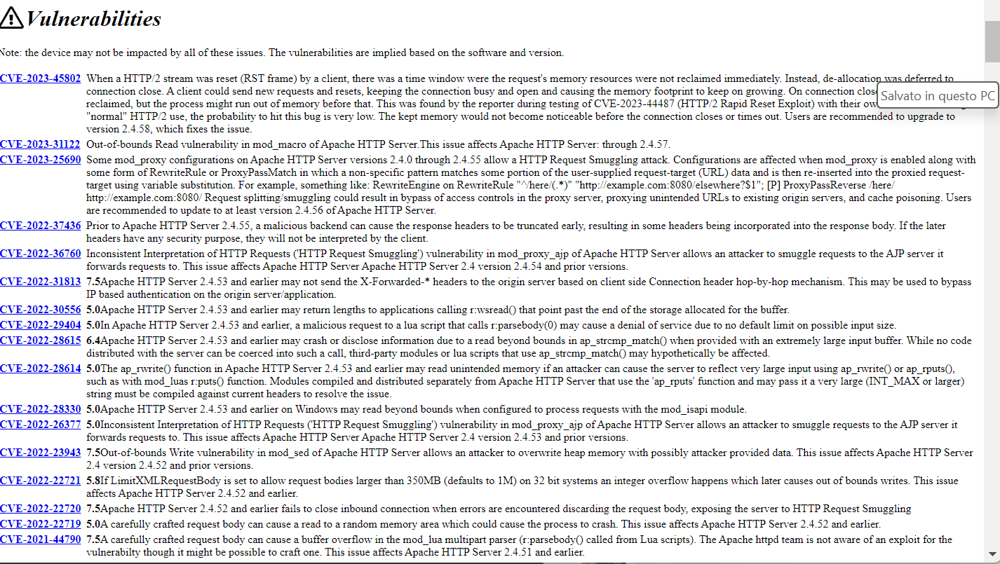 Vulnerabilities
Note: the device may not be impacted by all of these issues. The vulnerabilities are implied based on the software and version.
CVE-2023-45802 When a HTTP/2 stream was reset (RST frame) by a client, there was a time window were the request's memory resources were not reclaimed immediately. Instead, de-allocation was deferred to
connection close. A client could send new requests and resets, keeping the connection busy and open and causing the memory footprint to keep on growing. On connection close
Salvato in questo PC
reclaimed, but the process might run out of memory before that. This was found by the reporter during testing of CVE-2023-44487 (HTTP/2 Rapid Reset Exploit) with their own
"normal" HTTP/2 use, the probability to hit this bug is very low. The kept memory would not become noticeable before the connection closes or times out. Users are recommended to upgrade to
version 2.4.58, which fixes the issue.
CVE-2023-31122 Out-of-bounds Read vulnerability in mod_macro of Apache HTTP Server.This issue affects Apache HTTP Server: through 2.4.57.
CVE-2023-25690 Some mod_proxy configurations on Apache HTTP Server versions 2.4.0 through 2.4.55 allow a HTTP Request Smuggling attack. Configurations are affected when mod_proxy is enabled along with
some form of RewriteRule or ProxyPassMatch in which a non-specific pattern matches some portion of the user-supplied request-target (URL) data and is then re-inserted into the proxied request-
target using variable substitution. For example, something like: RewriteEngine on RewriteRule "^/here/(.*)" "http://example.com:8080/elsewhere?$1"; [P] ProxyPassReverse /here/
http://example.com:8080/ Request splitting/smuggling could result in bypass of access controls in the proxy server, proxying unintended URLs to existing origin servers, and cache poisoning. Users
are recommended to update to at least version 2.4.56 of Apache HTTP Server.
CVE-2022-37436 Prior to Apache HTTP Server 2.4.55, a malicious backend can cause the response headers to be truncated early, resulting in some headers being incorporated into the response body. If the later
headers have any security purpose, they will not be interpreted by the client.
CVE-2022-36760 Inconsistent Interpretation of HTTP Requests ('HTTP Request Smuggling') vulnerability in mod_proxy_ajp of Apache HTTP Server allows an attacker to smuggle requests to the AJP server it
forwards requests to. This issue affects Apache HTTP Server Apache HTTP Server 2.4 version 2.4.54 and prior versions.
CVE-2022-31813 7.5Apache HTTP Server 2.4.53 and earlier may not send the X-Forwarded-* headers to the origin server based on client side Connection header hop-by-hop mechanism. This may be used to bypass
IP based authentication on the origin server/application.
CVE-2022-30556 5.0Apache HTTP Server 2.4.53 and earlier may return lengths to applications calling r:wsread() that point past the end of the storage allocated for the buffer.
CVE-2022-29404 5.0In Apache HTTP Server 2.4.53 and earlier, a malicious request to a lua script that calls r:parsebody(0) may cause a denial of service due to no default limit on possible input size.
CVE-2022-28615 6.4Apache HTTP Server 2.4.53 and earlier may crash or disclose information due to a read beyond bounds in ap_strcmp_match() when provided with an extremely large input buffer. While no code
distributed with the server can be coerced into such a call, third-party modules or lua scripts that use ap_strcmp_match() may hypothetically be affected.
CVE-2022-28614 5.0The ap_rwrite() function in Apache HTTP Server 2.4.53 and earlier may read unintended memory if an attacker can cause the server to reflect very large input using ap_rwrite() or ap_rputs(),
such as with mod_luas r:puts() function. Modules compiled and distributed separately from Apache HTTP Server that use the 'ap_rputs' function and may pass it a very large (INT_MAX or larger)
string must be compiled against current headers to resolve the issue.
CVE-2022-28330 5.0Apache HTTP Server 2.4.53 and earlier on Windows may read beyond bounds when configured to process requests with the mod_isapi module.
CVE-2022-26377 5.0Inconsistent Interpretation of HTTP Requests ('HTTP Request Smuggling') vulnerability in mod_proxy_ajp of Apache HTTP Server allows an attacker to smuggle requests to the AJP server it
forwards requests to. This issue affects Apache HTTP Server Apache HTTP Server 2.4 version 2.4.53 and prior versions.
CVE-2022-23943 7.5Out-of-bounds Write vulnerability in mod_sed of Apache HTTP Server allows an attacker to overwrite heap memory with possibly attacker provided data. This issue affects Apache HTTP Server
2.4 version 2.4.52 and prior versions.
CVE-2022-22721 5.8If LimitXMLRequestBody is set to allow request bodies larger than 350MB (defaults to 1M) on 32 bit systems an integer overflow happens which later causes out of bounds writes. This issue
affects Apache HTTP Server 2.4.52 and earlier.
CVE-2022-22720 7.5Apache HTTP Server 2.4.52 and earlier fails to close inbound connection when errors are encountered discarding the request body, exposing the server to HTTP Request Smuggling
CVE-2022-22719 5.0A carefully crafted request body can cause a read to a random memory area which could cause the process to crash. This issue affects Apache HTTP Server 2.4.52 and earlier.
CVE-2021-44790 7.5A carefully crafted request body can cause a buffer overflow in the mod_lua multipart parser (r:parsebody() called from Lua scripts). The Apache httpd team is not aware of an exploit for the
vulnerabilty though it might be possible to craft one. This issue affects Apache HTTP Server 2.4.51 and earlier.